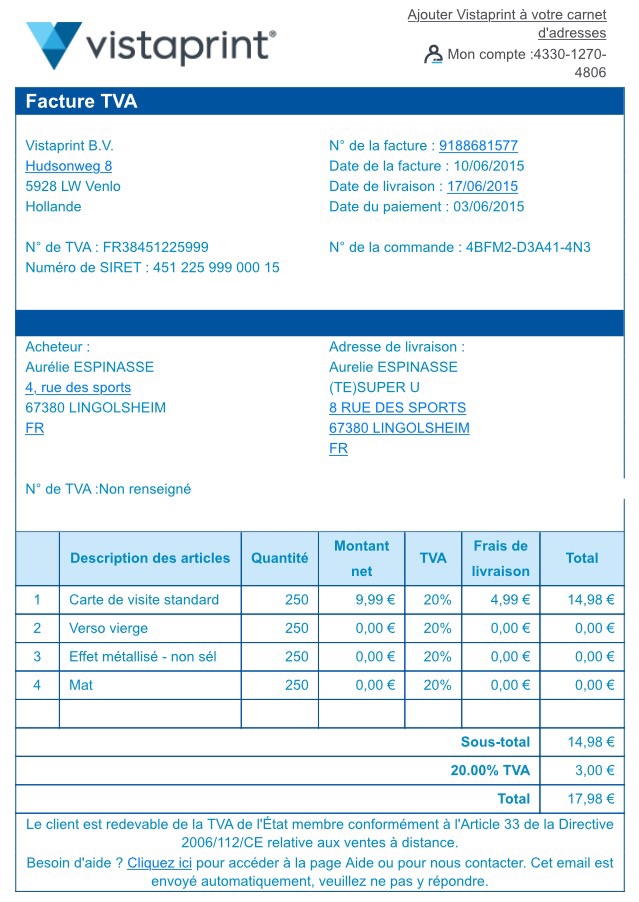 Ajouter Vistaprint à votre carnet
d'adresses
vistaprint®
Mon compte :4330-1270-
4806
Facture TVA
Vistaprint B.V.
Hudsonweg 8
5928 LW Venlo
Hollande
N° de TVA : FR38451225999
Numéro de SIRET : 451 225 999 000 15
N° de la facture : 9188681577
Date de la facture : 10/06/2015
Date de livraison : 17/06/2015
Date du paiement : 03/06/2015
N° de la commande : 4BFM2-D3A41-4N3
Acheteur :
Aurélie ESPINASSE
4, rue des sports
67380 LINGOLSHEIM
FR
N° de TVA :Non renseigné
Adresse de livraison :
Aurelie ESPINASSE
(TE)SUPER U
8 RUE DES SPORTS
67380 LINGOLSHEIM
FR
Description des articles Quantité Montant net TVA Frais de livraison Total
1 Carte de visite standard 250 9,99 € 20% 4,99 € 14,98 €
2 Verso vierge 250 0,00 € 20% 0,00 € 0,00 €
3 Effet métallisé - non sél 250 0,00 € 20% 0,00 € 0,00 €
4 Mat 250 0,00 € 20% 0,00 € 0,00 €
Sous-total 14,98 €
20.00% TVA 3,00 €
Total 17,98 €
Le client est redevable de la TVA de l'État membre conformément à l'Article 33 de la Directive
2006/112/CE relative aux ventes à distance.
Besoin d'aide ? Cliquez ici pour accéder à la page Aide ou pour nous contacter. Cet email est
envoyé automatiquement, veuillez ne pas y répondre.